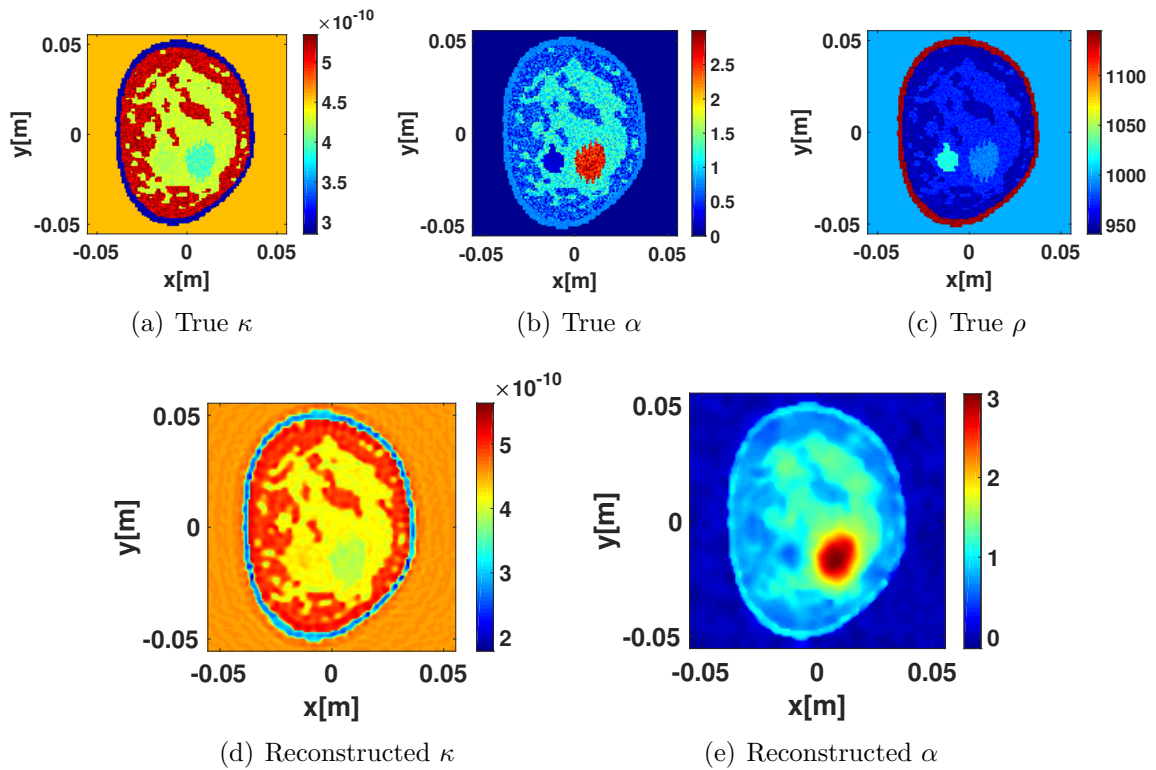 ×10⁻¹⁰
0.05
0
-0.05
y[m]
-0.05 0 0.05
x[m]
5
4.5
4
3.5
3
(a) True κ
0.05
0
-0.05
y[m]
-0.05 0 0.05
x[m]
2.5
2
1.5
1
0.5
0
(b) True α
0.05
0
-0.05
y[m]
-0.05 0 0.05
x[m]
1100
1050
1000
950
(c) True ρ
×10⁻¹⁰
0.05
0
-0.05
y[m]
-0.05 0 0.05
x[m]
5
4
3
2
(d) Reconstructed κ
0.05
0
-0.05
y[m]
-0.05 0 0.05
x[m]
3
2
1
0
(e) Reconstructed α